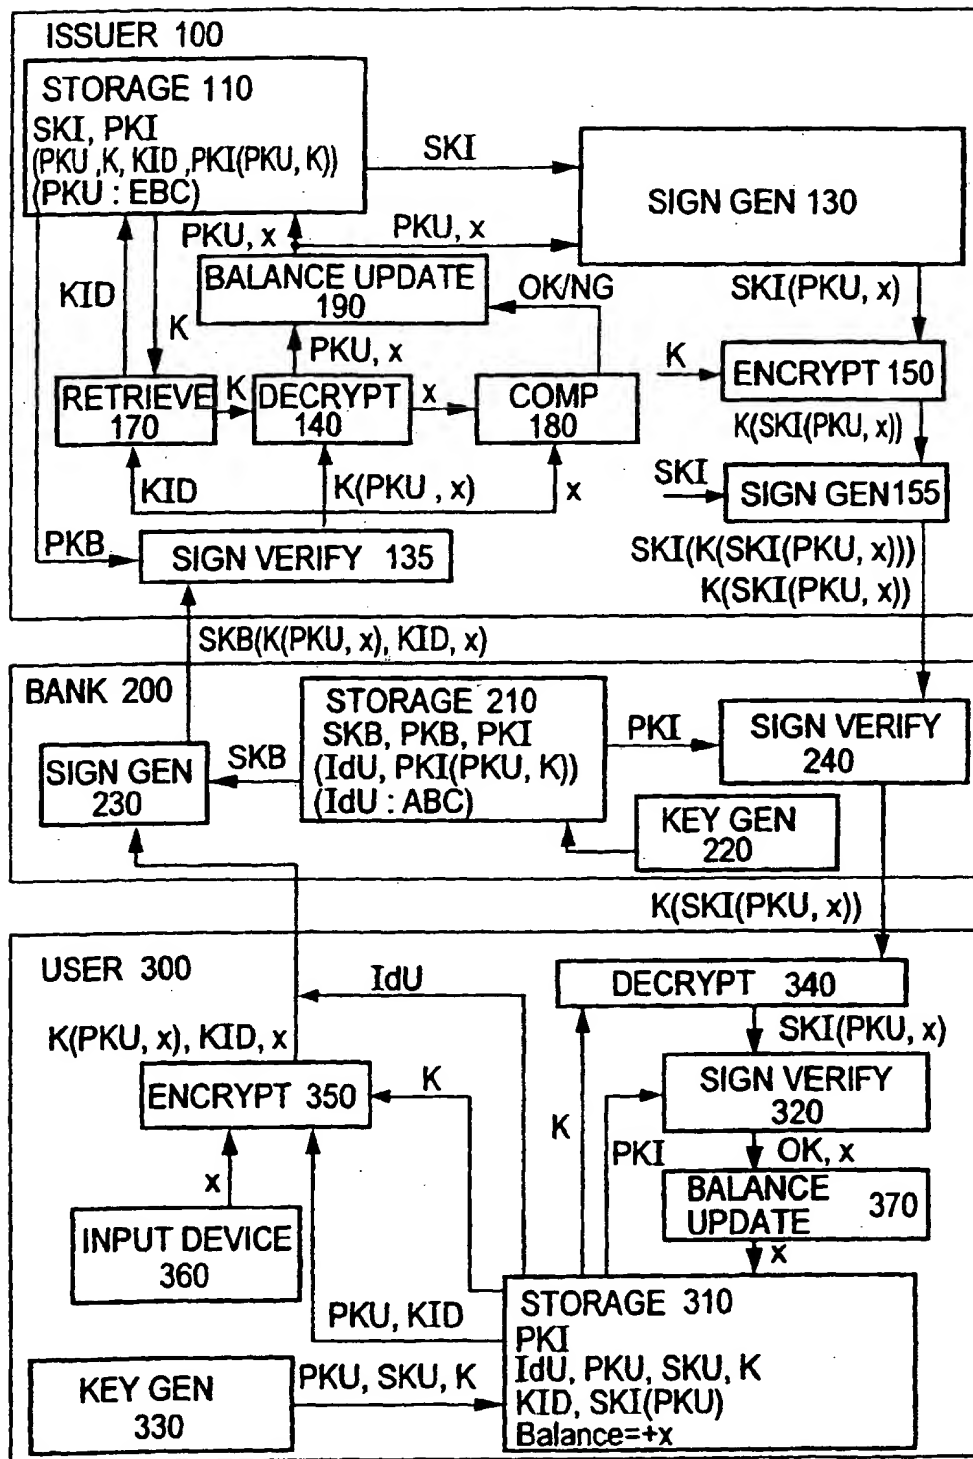 ISSUER 100
STORAGE 110
SKI, PKI
(PKU ,K, KID ,PKI(PKU, K))
(PKU : EBC)
SKI
SIGN GEN 130
PKU, x
PKU, x
KID
K
BALANCE UPDATE
190
OK/NG
SKI(PKU, x)
PKU, x
K
ENCRYPT 150
RETRIEVE
170
K
DECRYPT
140
x
COMP
180
K(SKI(PKU, x))
KID
K(PKU , x)
x
SKI
SIGN GEN 155
PKB
SIGN VERIFY 135
SKI(K(SKI(PKU, x)))
K(SKI(PKU, x))
SKB(K(PKU, x), KID, x)
BANK 200
STORAGE 210
SKB, PKB, PKI
(IdU, PKI(PKU, K))
(IdU : ABC)
PKI
SIGN VERIFY
240
SIGN GEN
230
SKB
KEY GEN
220
K(SKI(PKU, x))
USER 300
IdU
DECRYPT 340
K(PKU, x), KID, x
SKI(PKU, x)
ENCRYPT 350
K
SIGN VERIFY
320
K
PKI
OK, x
x
BALANCE
UPDATE
370
INPUT DEVICE
360
x
PKU, KID
STORAGE 310
PKI
IdU, PKU, SKU, K
KID, SKI(PKU)
Balance=+x
KEY GEN
330
PKU, SKU, K